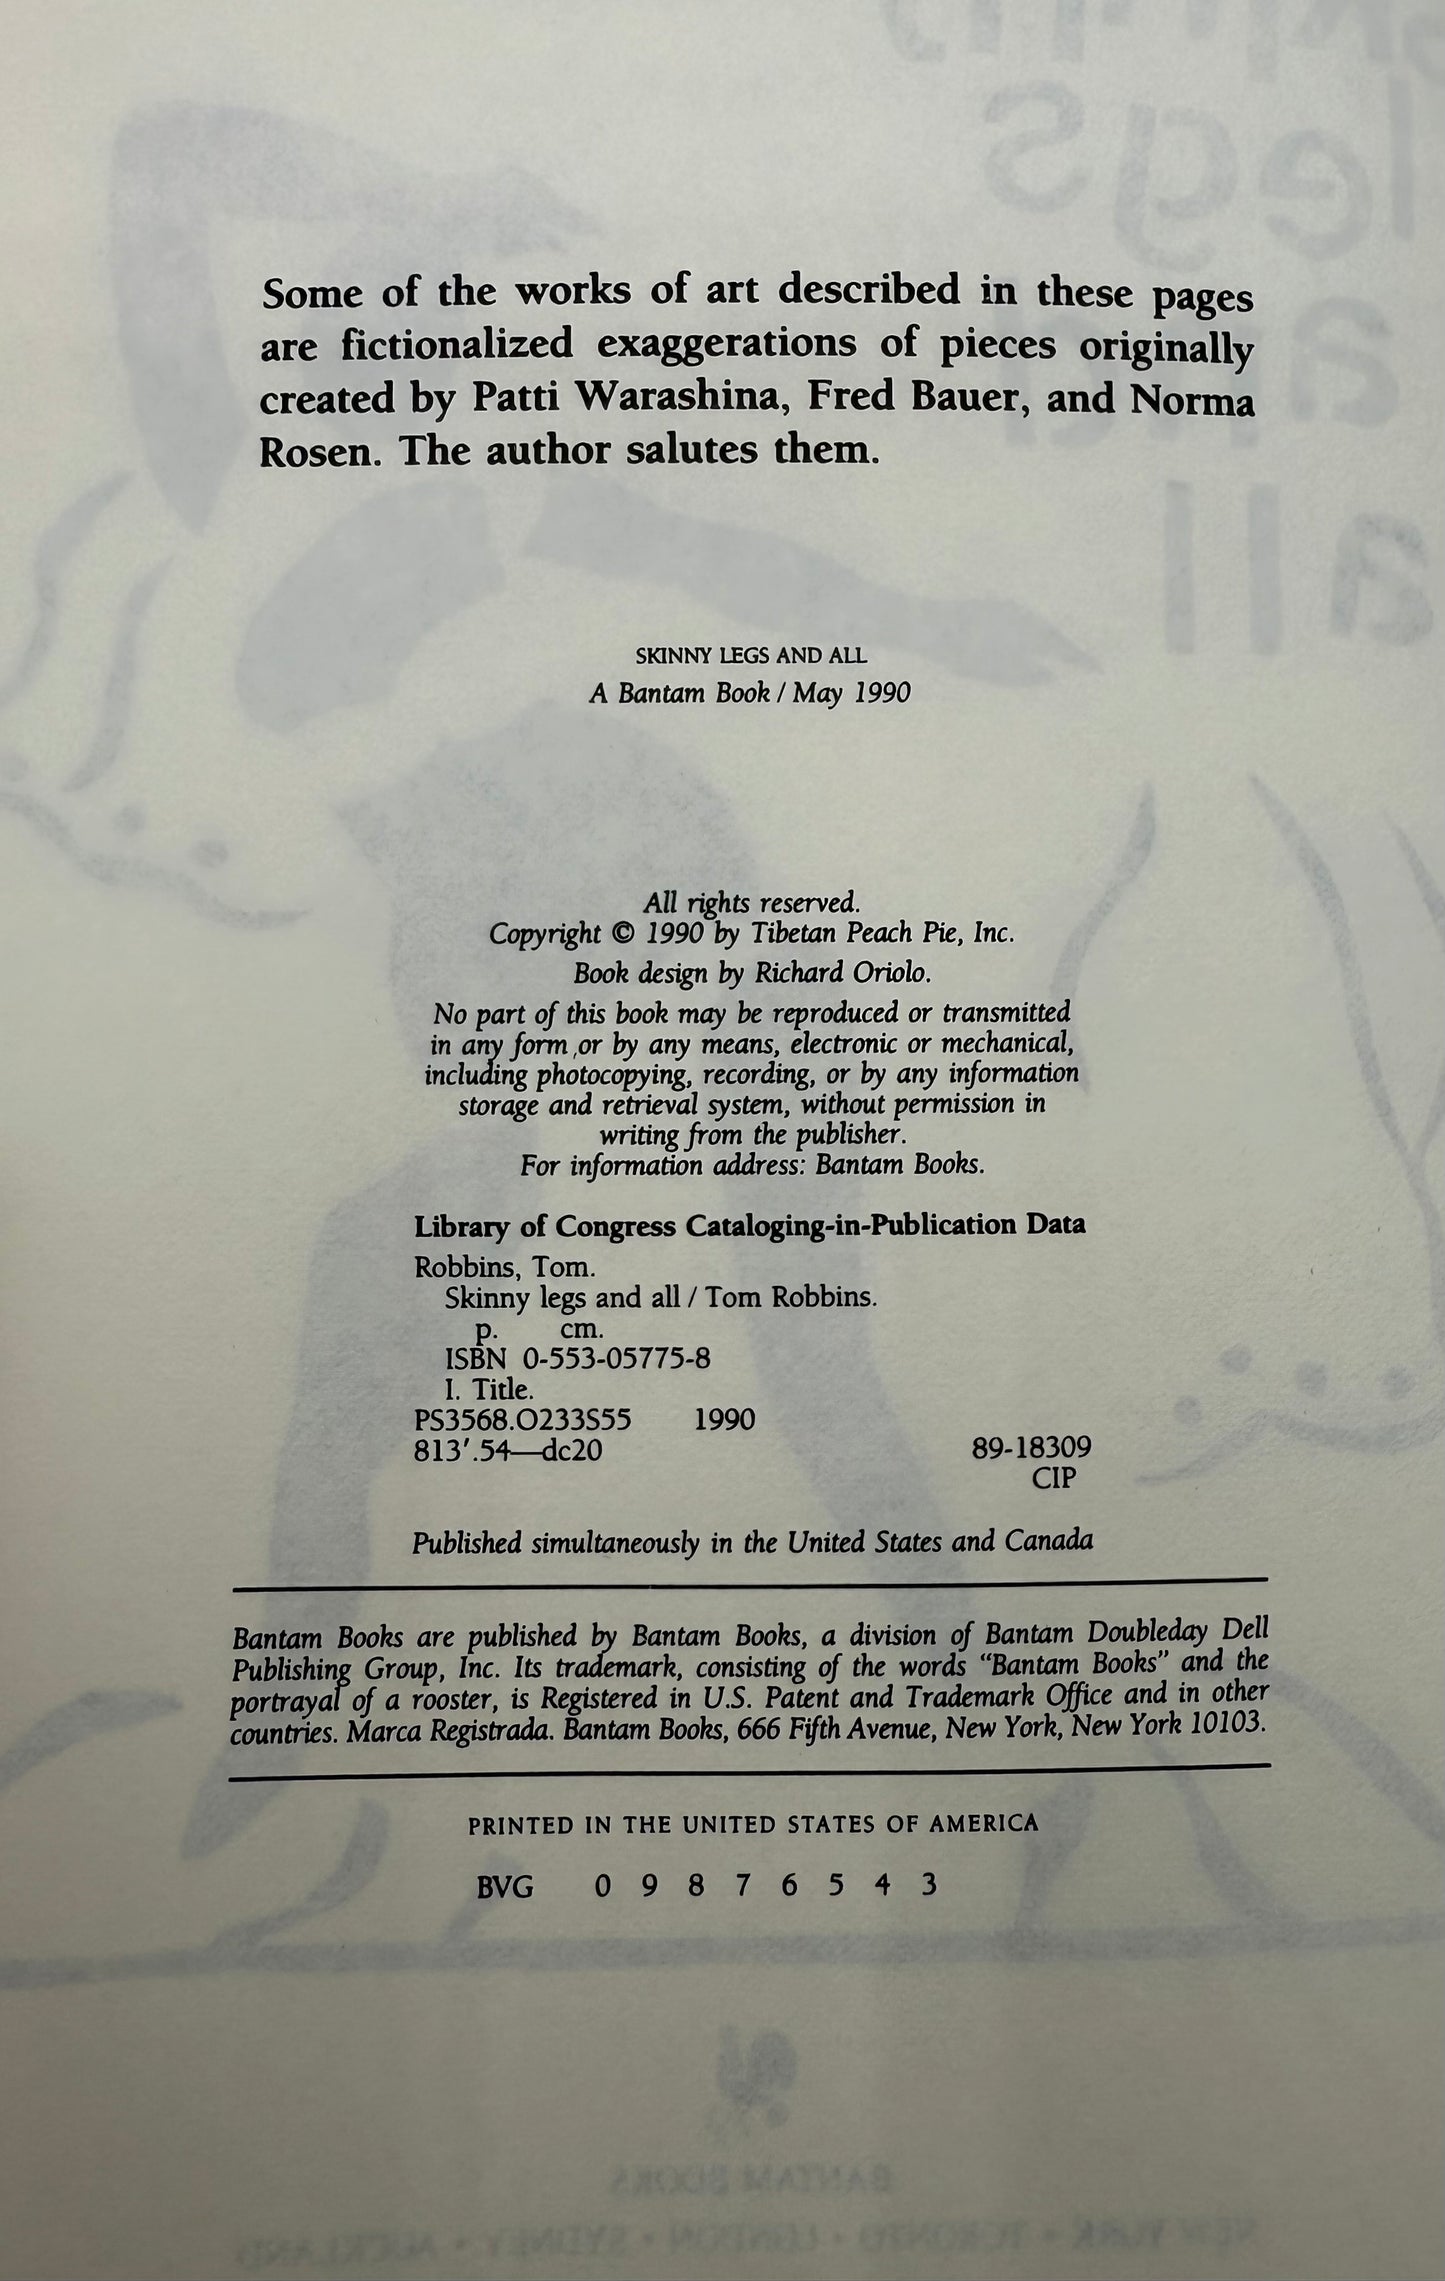 Some of the works of art described in these pages
are fictionalized exaggerations of pieces originally
created by Patti Warashina, Fred Bauer, and Norma
Rosen. The author salutes them.
SKINNY LEGS AND ALL
A Bantam Book / May 1990
All rights reserved.
Copyright © 1990 by Tibetan Peach Pie, Inc.
Book design by Richard Oriolo.
No part of this book may be reproduced or transmitted
in any form or by any means, electronic or mechanical,
including photocopying, recording, or by any information
storage and retrieval system, without permission in
writing from the publisher.
For information address: Bantam Books.
Library of Congress Cataloging-in-Publication Data
Robbins, Tom.
Skinny legs and all / Tom Robbins.
p. cm.
ISBN 0-553-05775-8
I. Title.
PS3568.O233S55 1990
813'.54—dc20 89-18309
CIP
Published simultaneously in the United States and Canada
Bantam Books are published by Bantam Books, a division of Bantam Doubleday Dell
Publishing Group, Inc. Its trademark, consisting of the words “Bantam Books” and the
portrayal of a rooster, is Registered in U.S. Patent and Trademark Office and in other
countries. Marca Registrada. Bantam Books, 666 Fifth Avenue, New York, New York 10103.
PRINTED IN THE UNITED STATES OF AMERICA
BVG 0 9 8 7 6 5 4 3
BANTAM BOOKS
NEW YORK • TORONTO • LONDON • SYDNEY • AUCKLAND